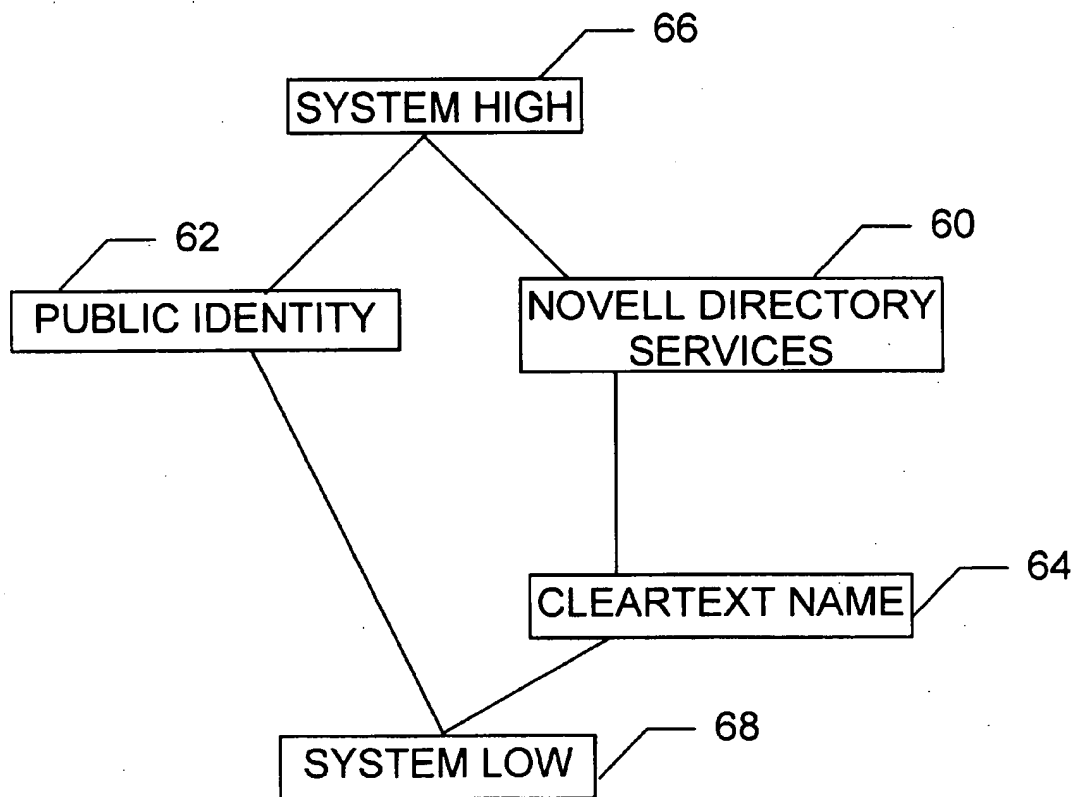 66
SYSTEM HIGH
62
60
PUBLIC IDENTITY
NOVELL DIRECTORY
SERVICES
64
CLEARTEXT NAME
68
SYSTEM LOW